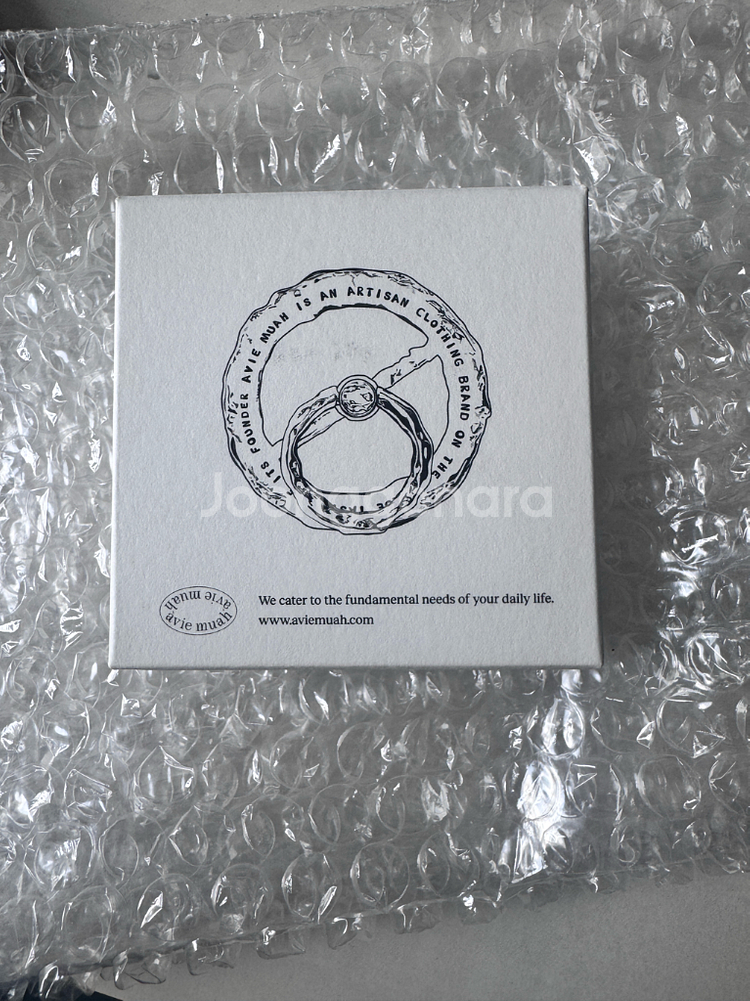 ITS FOUNDER AVIE MUAH IS AN ARTISAN CLOTHING BRAND ON THE
avie muah
avie muah
We cater to the fundamental needs of your daily life.
www.aviemuah.com